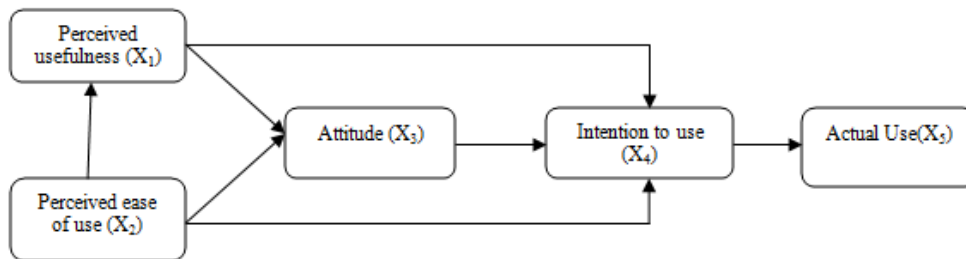 Perceived
usefulness (X₁)
Attitude (X₃)
Intention to use
(X₄)
Actual Use(X₅)
Perceived ease
of use (X₂)